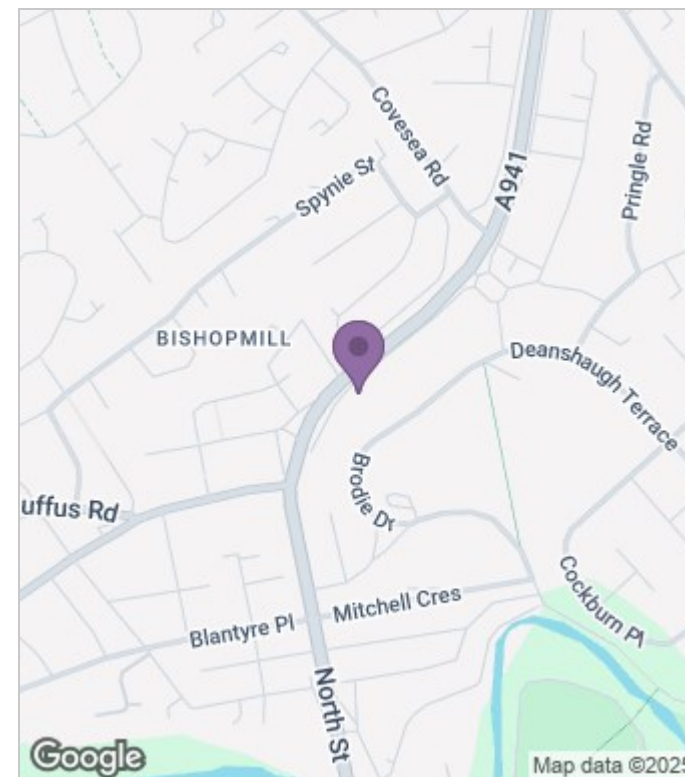 Covesea Rd
A941
Pringle Rd
Spynie St
BISHOPMILL
Deanshaugh Terrace
Brodie Dr
uffus Rd
Cockburn Pl
Mitchell Cres
Blantyre Pl
North St
Google
Map data ©2025